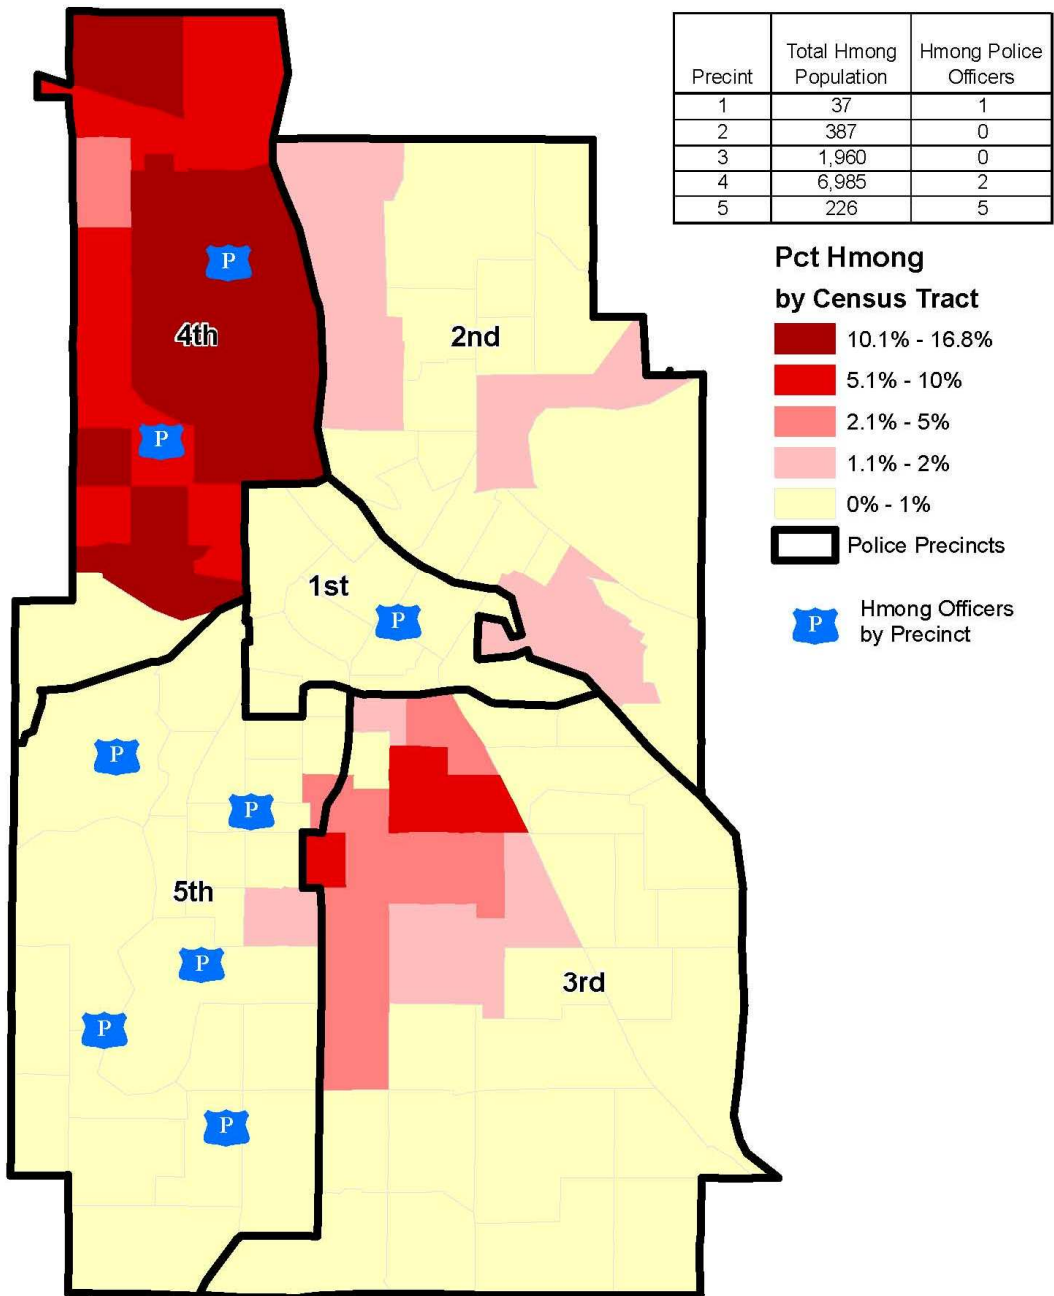 Precint Total Hmong Population Hmong Police Officers
1 37 1
2 387 0
3 1,960 0
4 6,985 2
5 226 5
Pct Hmong
by Census Tract
10.1% - 16.8%
5.1% - 10%
2.1% - 5%
1.1% - 2%
0% - 1%
Police Precincts
P
Hmong Officers
by Precinct
P
4th
2nd
P
1st
P
P
P
5th
P
3rd
P
P